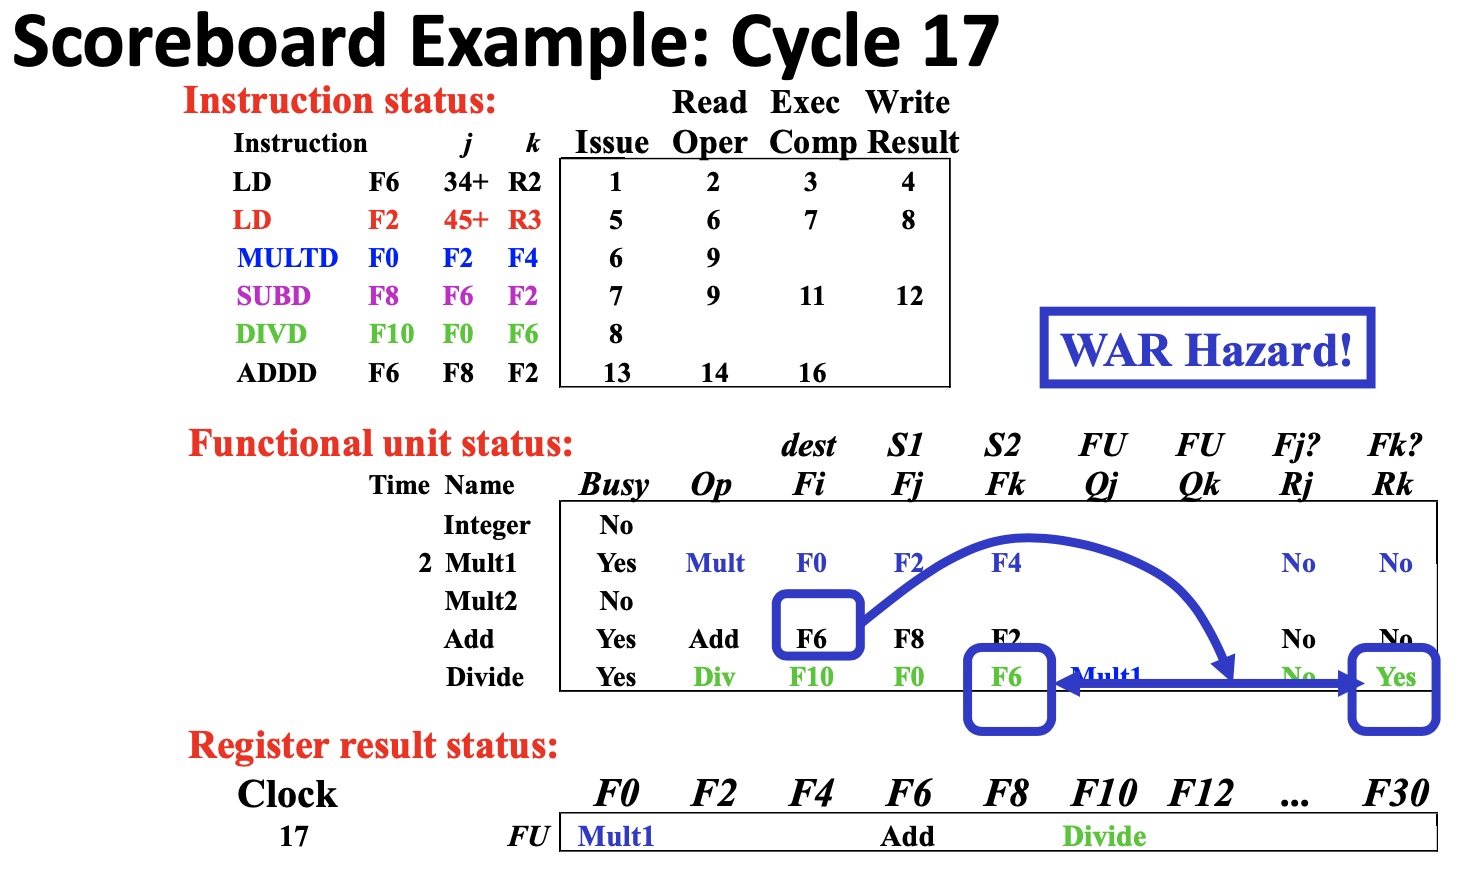 Scoreboard Example: Cycle 17
Instruction status:
Read Exec Write
Instruction j k Issue Oper Comp Result
LD F6 34+ R2 1 2 3 4
LD F2 45+ R3 5 6 7 8
MULTD F0 F2 F4 6 9
SUBD F8 F6 F2 7 9 11 12
DIVD F10 F0 F6 8
ADDD F6 F8 F2 13 14 16
WAR Hazard!
Functional unit status:
dest S1 S2 FU FU Fj? Fk?
Time Name Busy Op Fi Fj Fk Qj Qk Rj Rk
Integer No
2 Mult1 Yes Mult F0 F2 F4 No No
Mult2 No
Add Yes Add F6 F8 F2 No No
Divide Yes Div F10 F0 F6 Mult1 No Yes
Register result status:
Clock F0 F2 F4 F6 F8 F10 F12 ... F30
17 FU Mult1 Add Divide